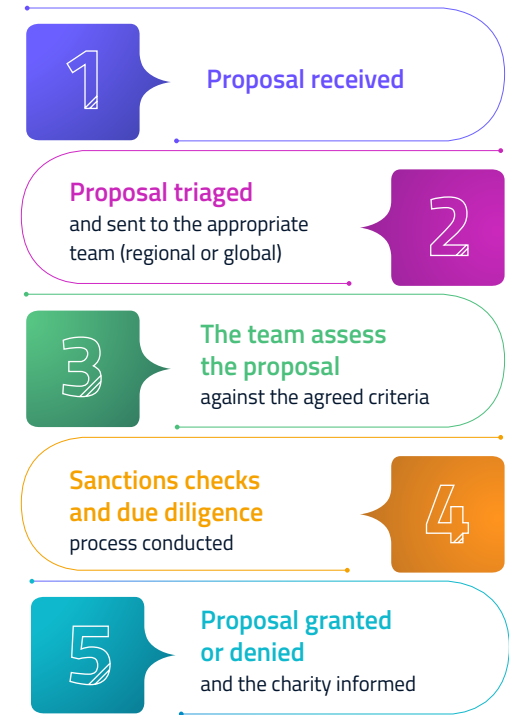 1
Proposal received
Proposal triaged
and sent to the appropriate
team (regional or global)
2
3
The team assess
the proposal
against the agreed criteria
Sanctions checks
and due diligence
process conducted
4
5
Proposal granted
or denied
and the charity informed